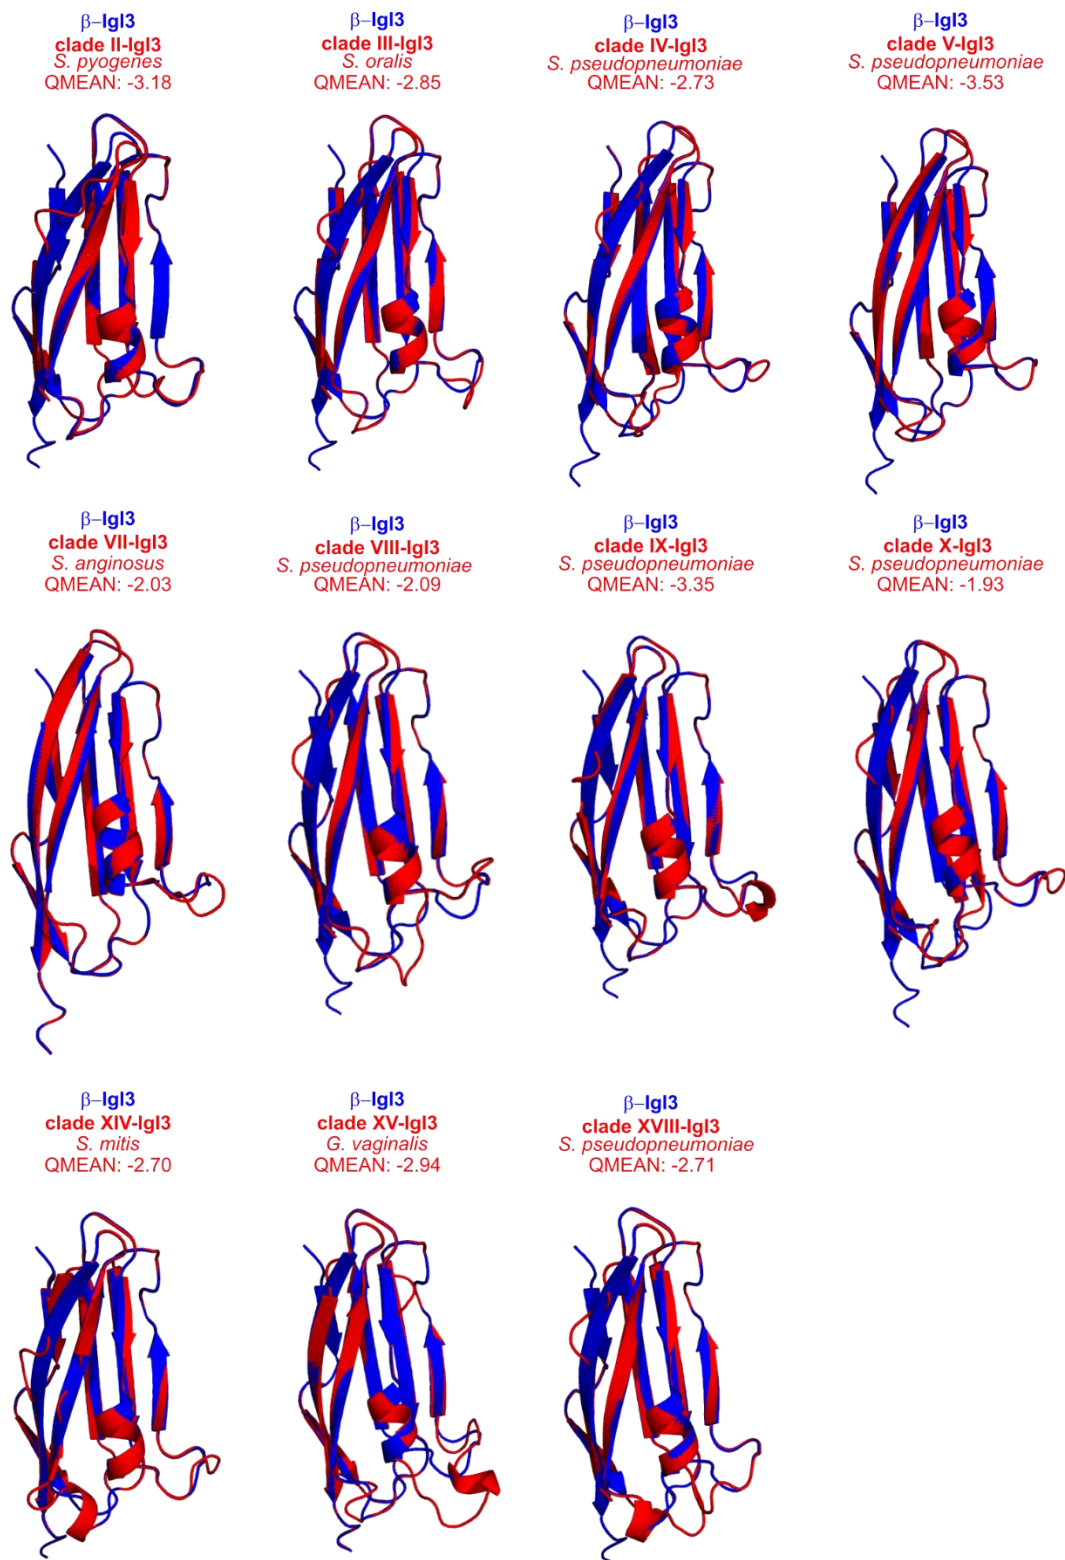 β–IgI3
clade II-IgI3
S. pyogenes
QMEAN: -3.18
β–IgI3
clade III-IgI3
S. oralis
QMEAN: -2.85
β–IgI3
clade IV-IgI3
S. pseudopneumoniae
QMEAN: -2.73
β–IgI3
clade V-IgI3
S. pseudopneumoniae
QMEAN: -3.53
β–IgI3
clade VII-IgI3
S. anginosus
QMEAN: -2.03
β–IgI3
clade VIII-IgI3
S. pseudopneumoniae
QMEAN: -2.09
β–IgI3
clade IX-IgI3
S. pseudopneumoniae
QMEAN: -3.35
β–IgI3
clade X-IgI3
S. pseudopneumoniae
QMEAN: -1.93
β–IgI3
clade XIV-IgI3
S. mitis
QMEAN: -2.70
β–IgI3
clade XV-IgI3
G. vaginalis
QMEAN: -2.94
β–IgI3
clade XVIII-IgI3
S. pseudopneumoniae
QMEAN: -2.71